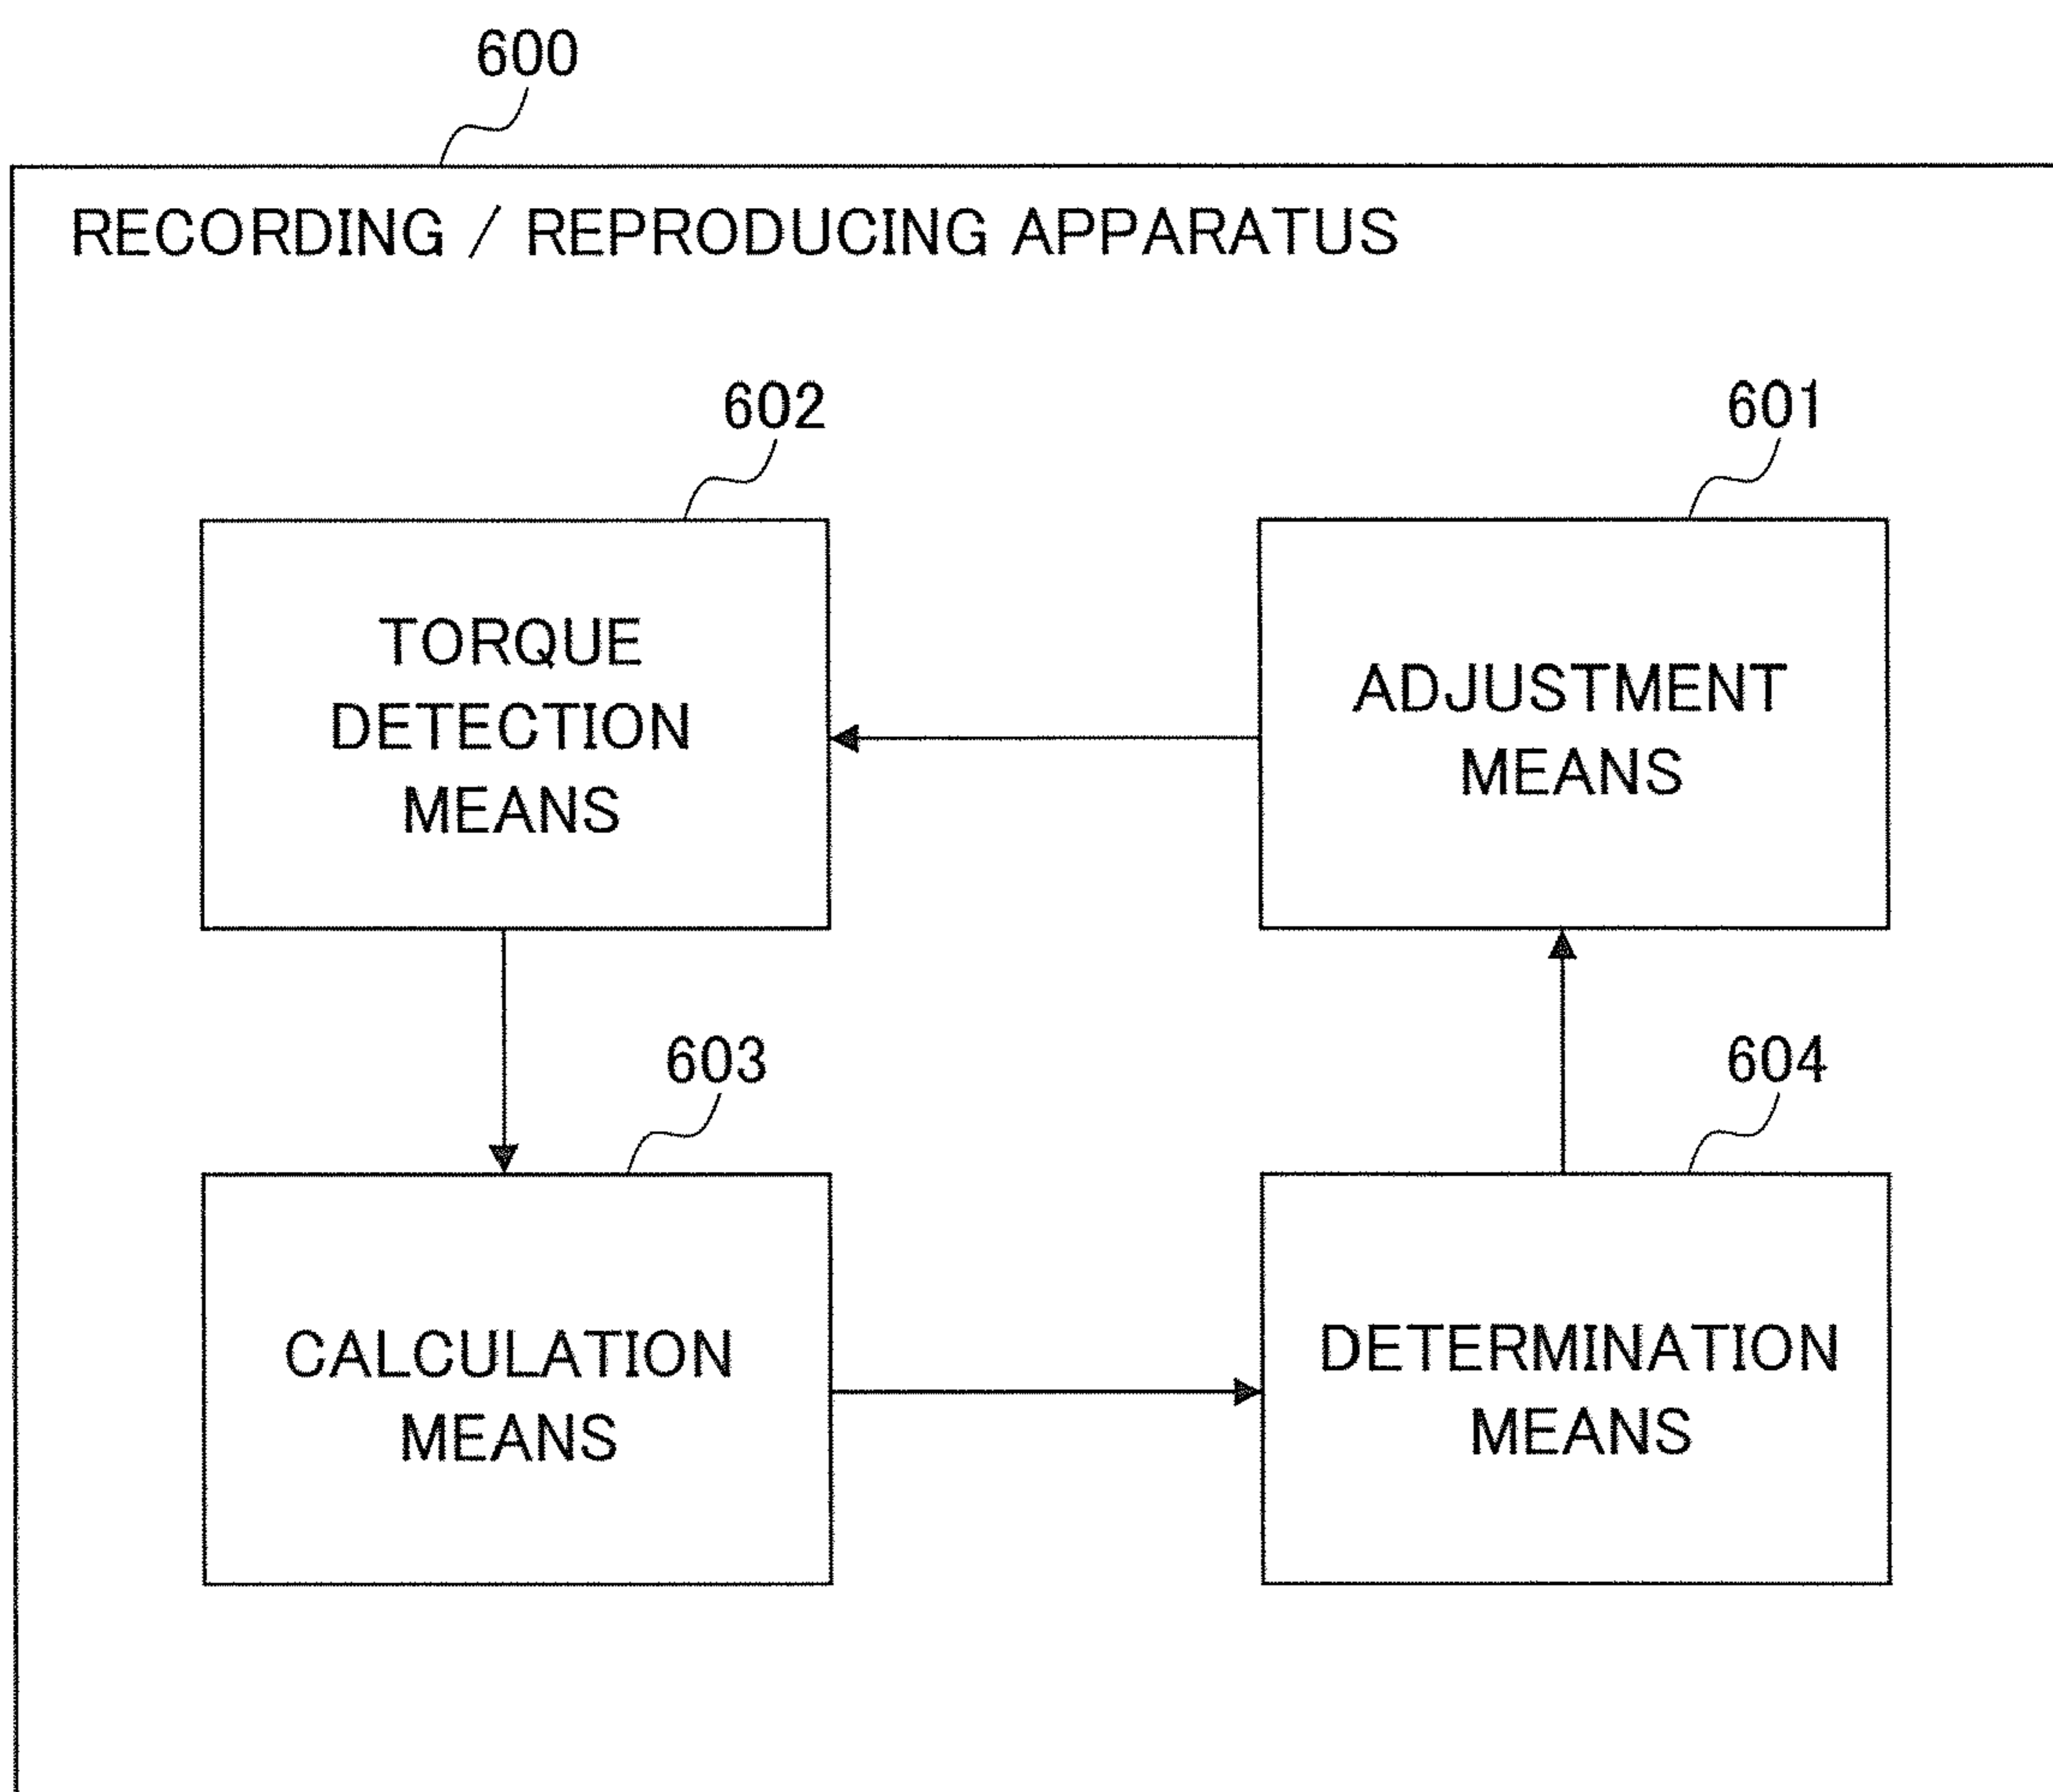 600
RECORDING / REPRODUCING APPARATUS
602
601
TORQUE
DETECTION
MEANS
ADJUSTMENT
MEANS
603
604
CALCULATION
MEANS
DETERMINATION
MEANS